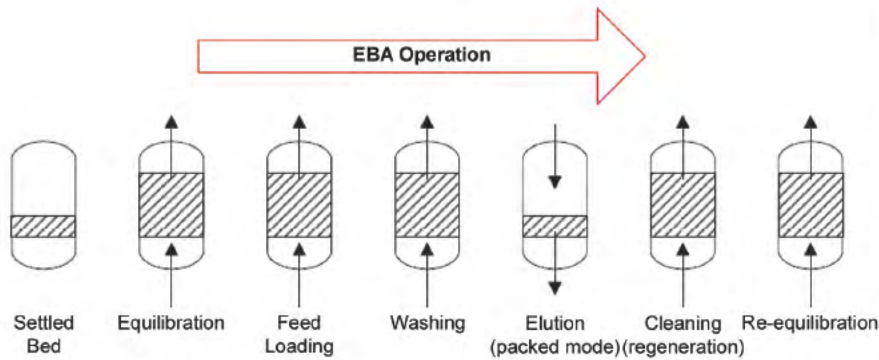 EBA Operation
Settled
Bed
Equilibration
Feed
Loading
Washing
Elution
(packed mode)
Cleaning
(regeneration)
Re-equilibration